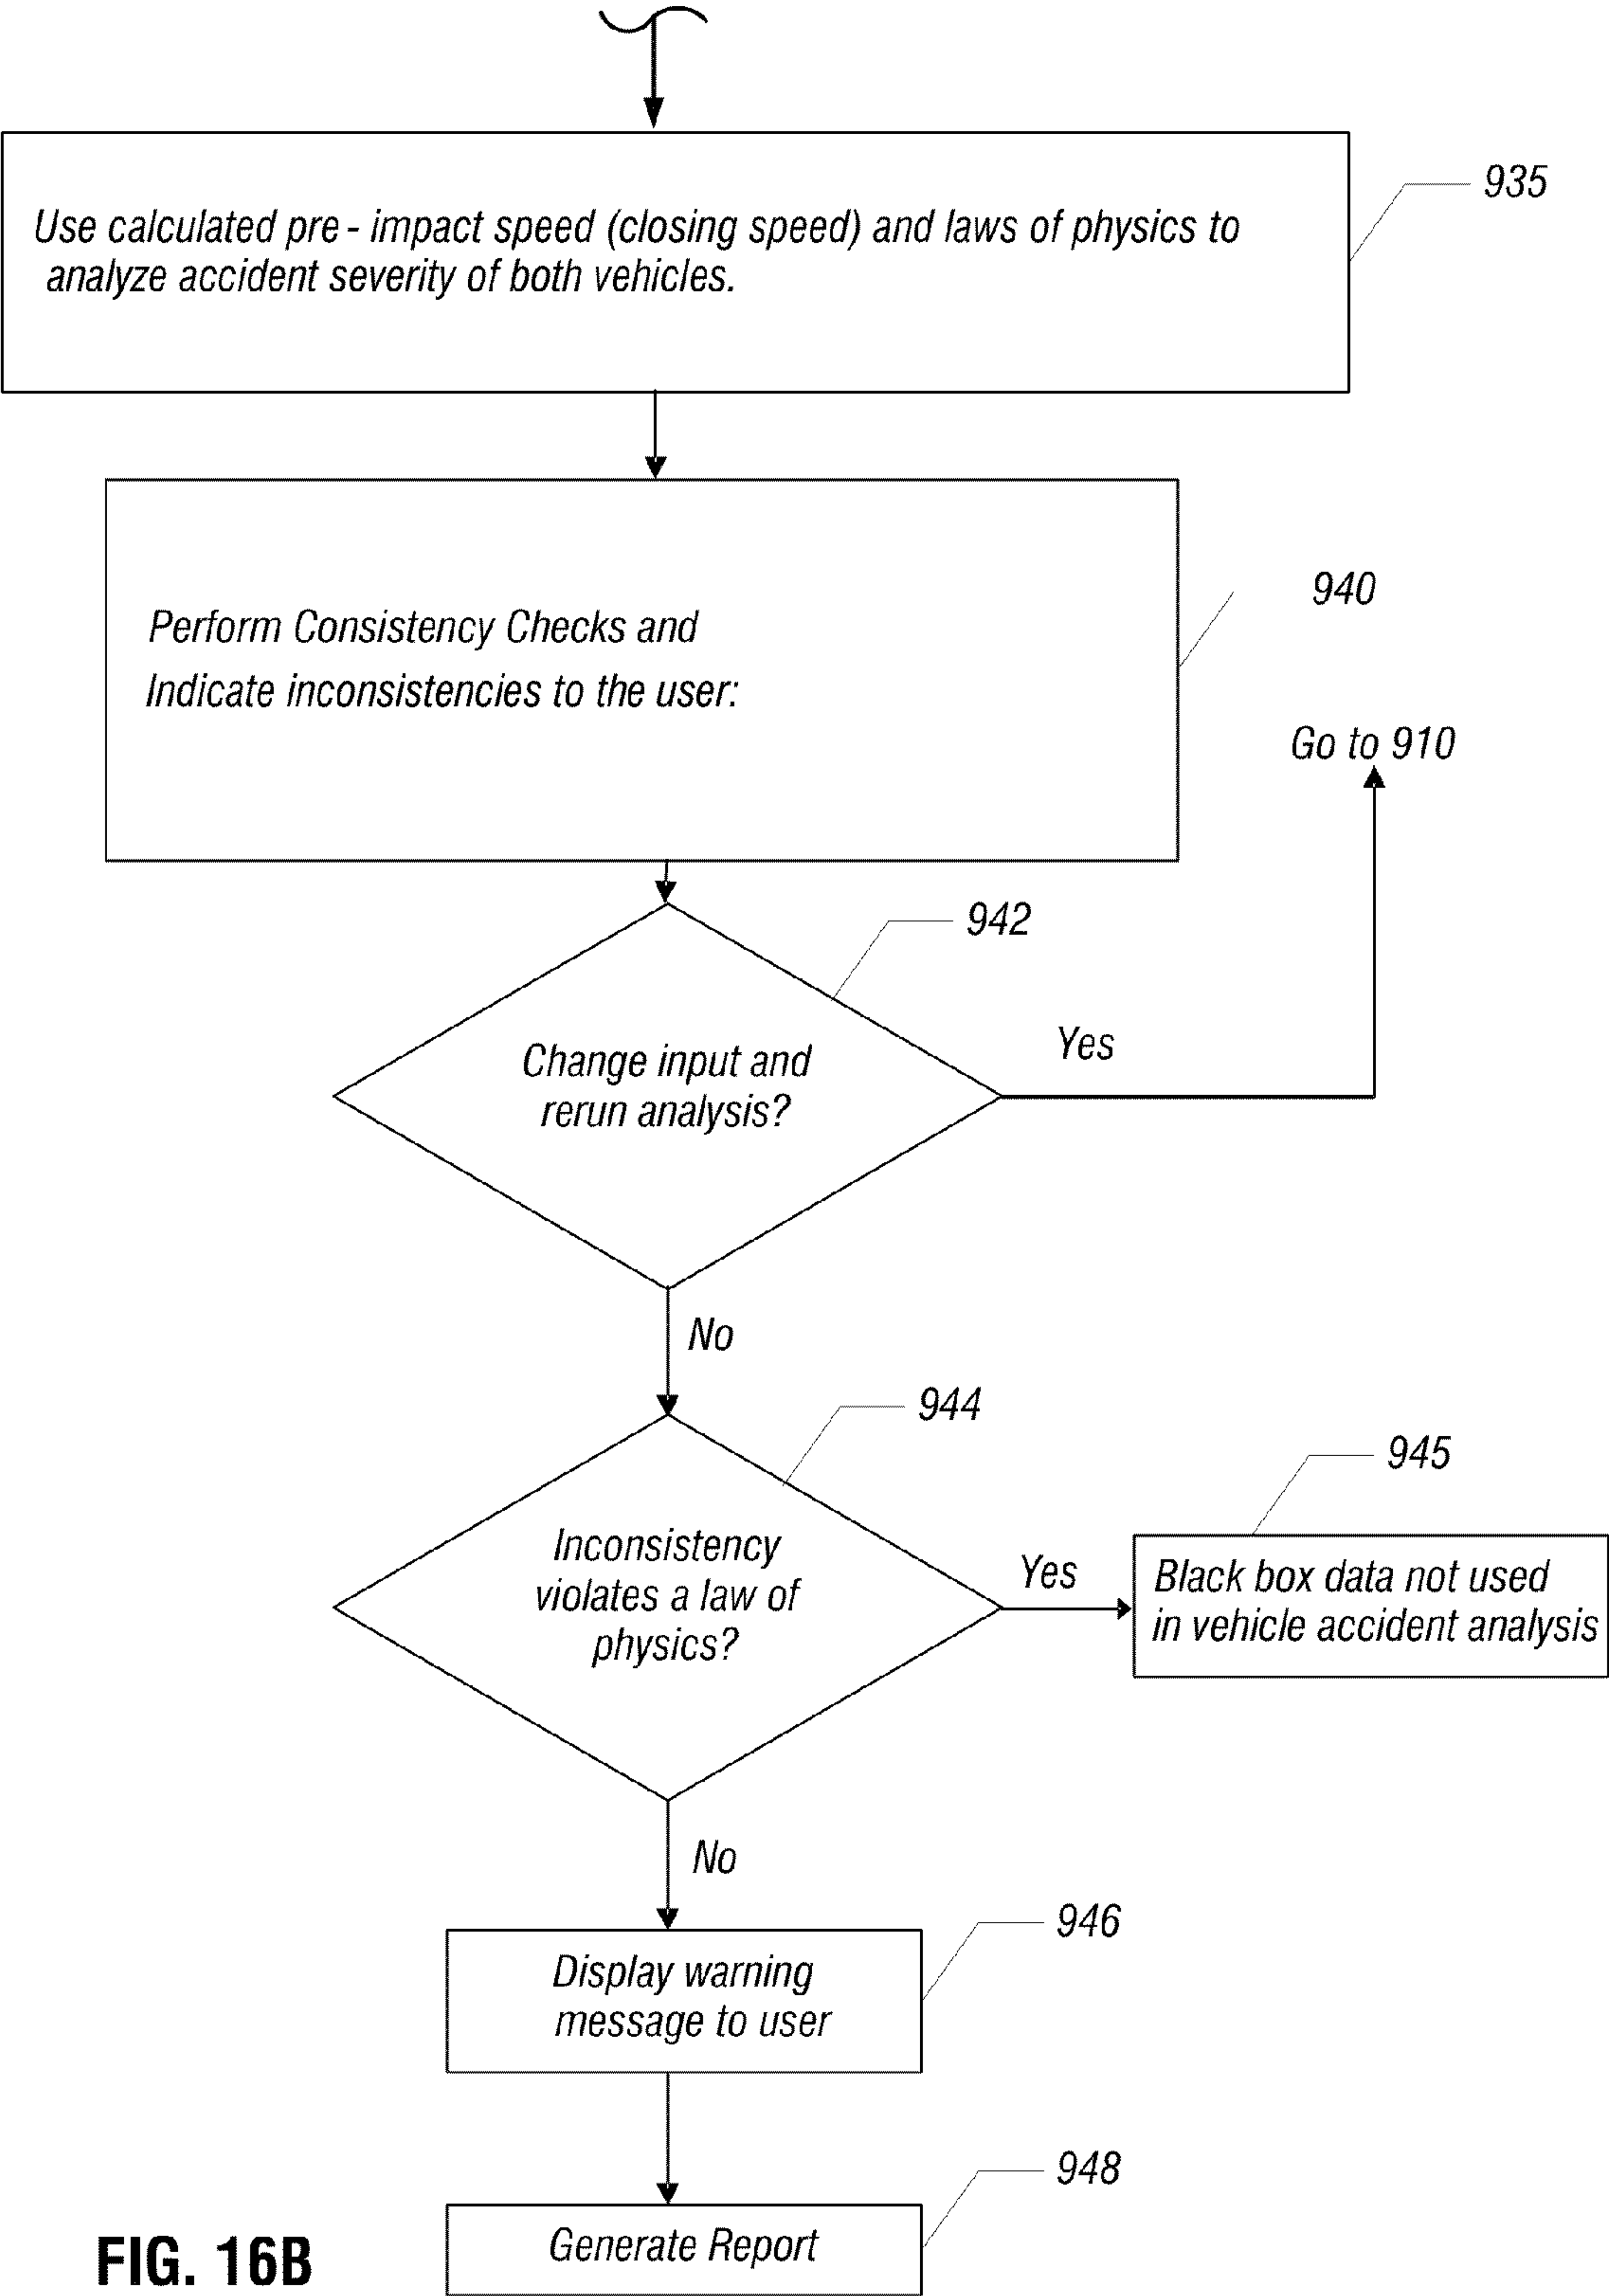 935
Use calculated pre - impact speed (closing speed) and laws of physics to
analyze accident severity of both vehicles.
940
Perform Consistency Checks and
Indicate inconsistencies to the user:
Go to 910
942
Change input and
rerun analysis?
Yes
No
944
945
Inconsistency
violates a law of
physics?
Yes
Black box data not used
in vehicle accident analysis
No
946
Display warning
message to user
948
Generate Report
FIG. 16B